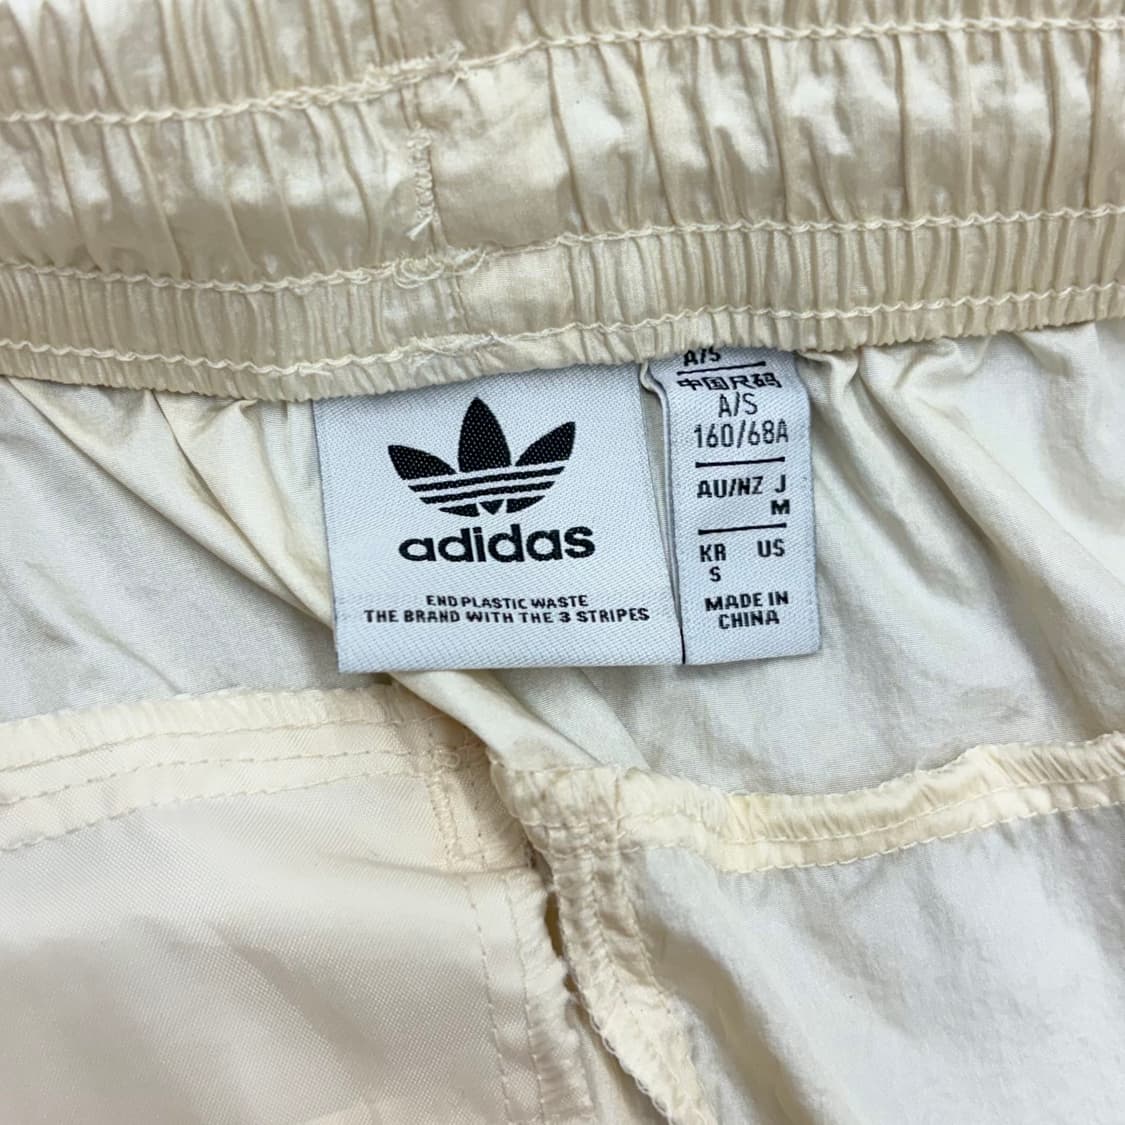 adidas
END PLASTIC WASTE
THE BRAND WITH THE 3 STRIPES
A/S
中国尺码
A/S
160/68A
AU/NZ J
M
KR US
S
MADE IN
CHINA